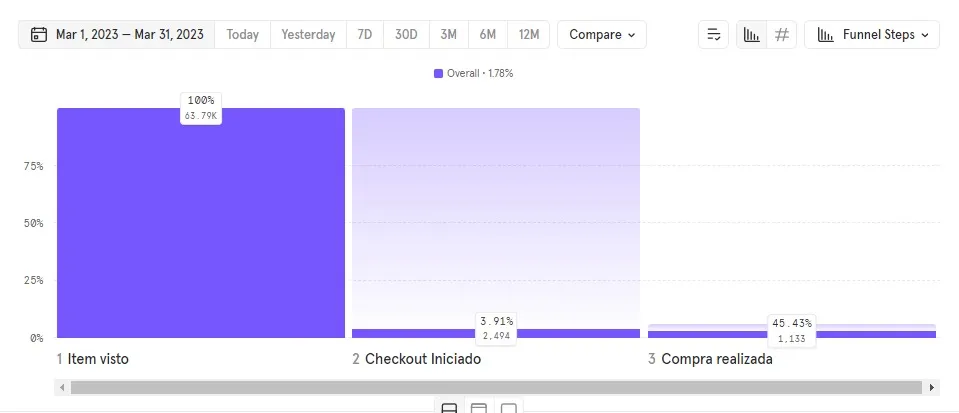 Mar 1, 2023 — Mar 31, 2023 Today Yesterday 7D 30D 3M 6M 12M Compare Funnel Steps
Overall • 1.78%
100%
63.79K
75%
50%
25%
3.91%
2,494
45.43%
1,133
0%
1 Item visto 2 Checkout Iniciado 3 Compra realizada